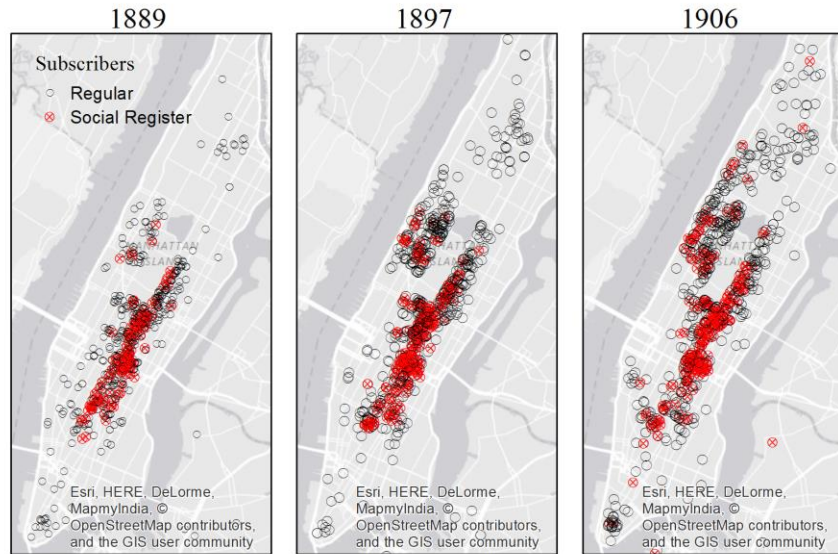 1889
1897
1906
Subscribers
Regular
Social Register
MANHATTAN
ISLAND
Esri, HERE, DeLorme,
MapmyIndia, ©
OpenStreetMap contributors,
and the GIS user community
Esri, HERE, DeLorme,
MapmyIndia, ©
OpenStreetMap contributors,
and the GIS user community
Esri, HERE, DeLorme,
MapmyIndia, ©
OpenStreetMap contributors,
and the GIS user community